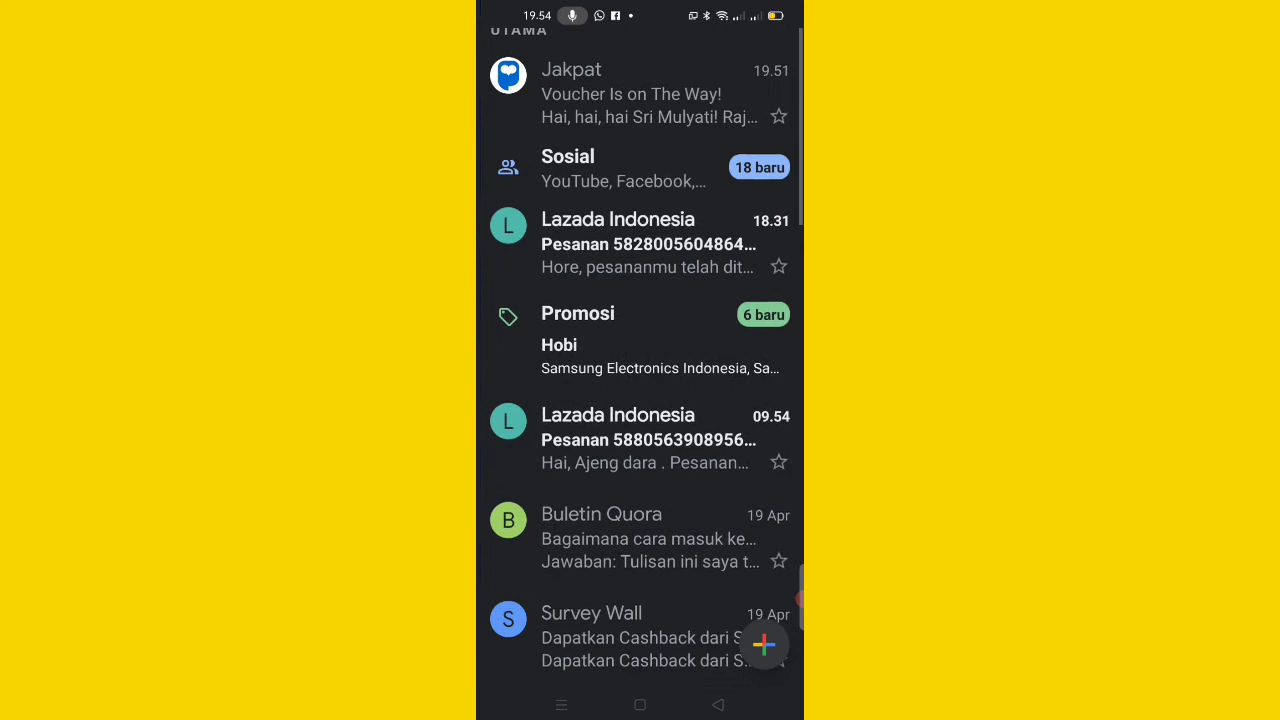 19.54
UTAMA
Jakpat 19.51
Voucher Is on The Way!
Hai, hai, hai Sri Mulyati! Raj...
Sosial 18 baru
YouTube, Facebook,...
L Lazada Indonesia 18.31
Pesanan 5828005604864...
Hore, pesananmu telah dit...
Promosi 6 baru
Hobi
Samsung Electronics Indonesia, Sa...
L Lazada Indonesia 09.54
Pesanan 5880563908956...
Hai, Ajeng dara . Pesanan...
B Buletin Quora 19 Apr
Bagaimana cara masuk ke...
Jawaban: Tulisan ini saya t...
S Survey Wall 19 Apr
Dapatkan Cashback dari S
Dapatkan Cashback dari S...